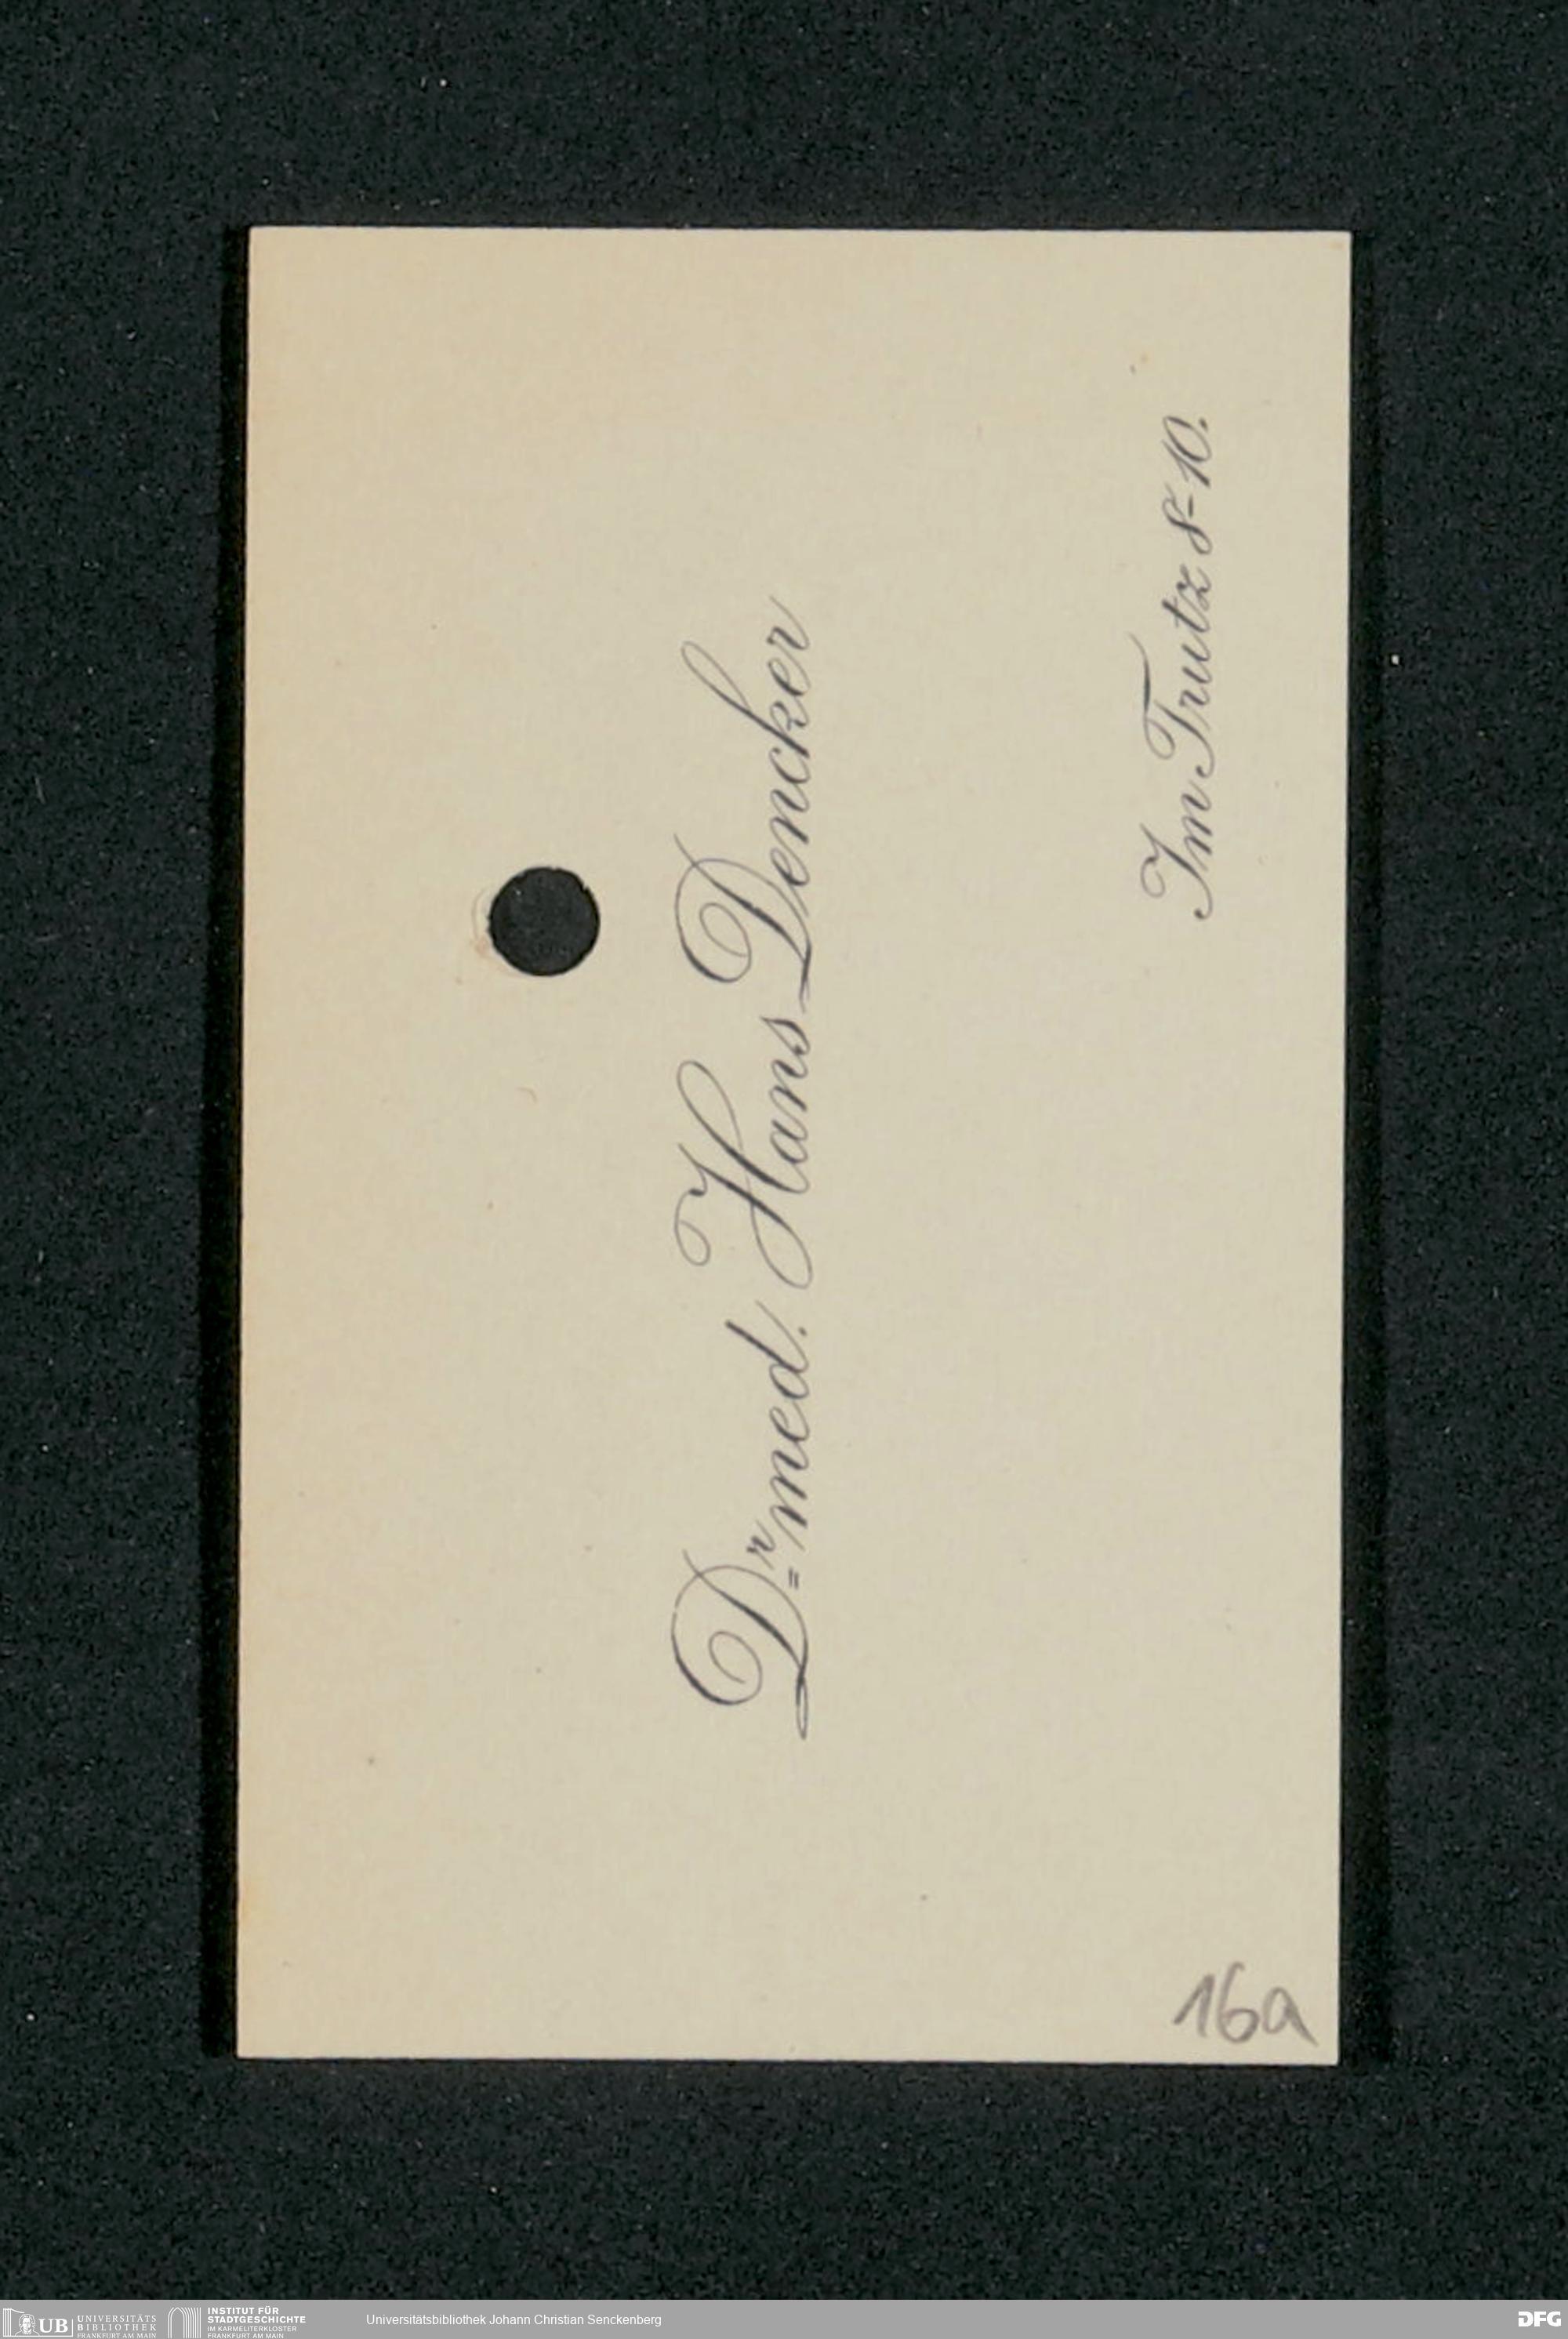 Dr med. Hans Dencker
Im Trutz 8-10.
16a
UB UNIVERSITÄTS
BIBLIOTHEK
FRANKFURT AM MAIN
INSTITUT FÜR
STADTGESCHICHTE
IM KARMELITERKLOSTER
FRANKFURT AM MAIN
Universitätsbibliothek Johann Christian Senckenberg
DFG